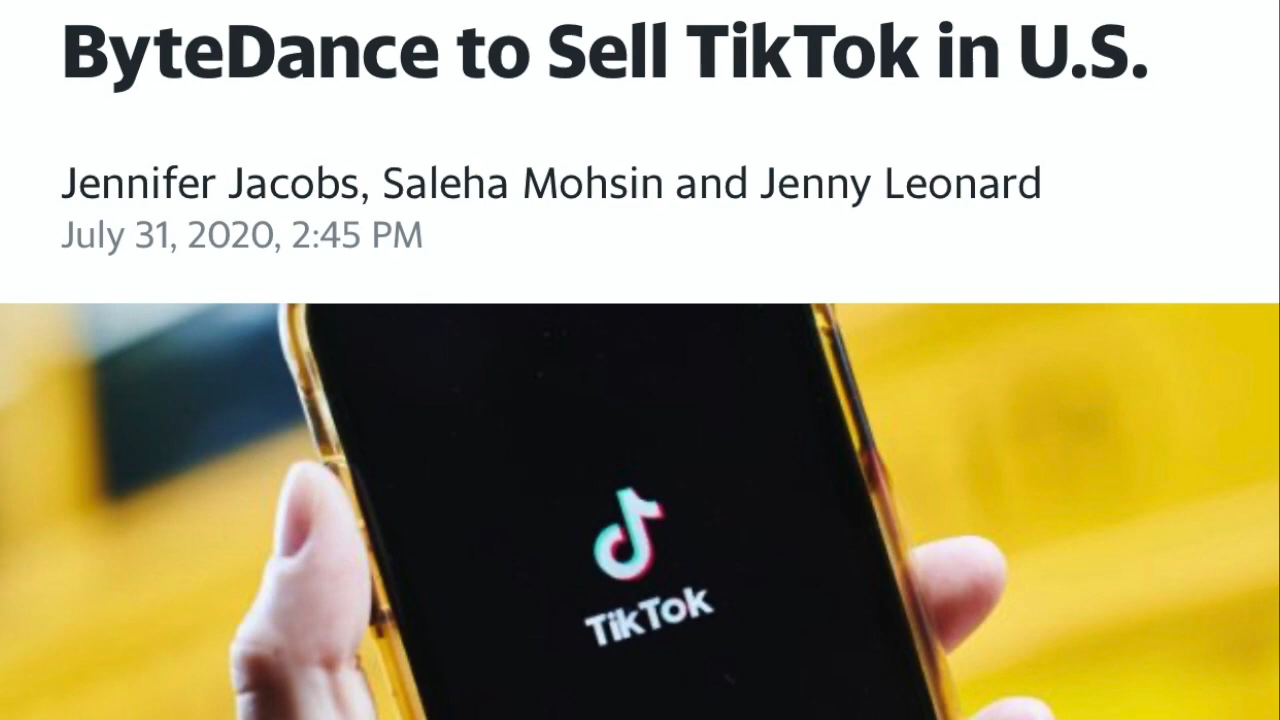 ByteDance to Sell TikTok in U.S.
Jennifer Jacobs, Saleha Mohsin and Jenny Leonard
July 31, 2020, 2:45 PM
TikTok